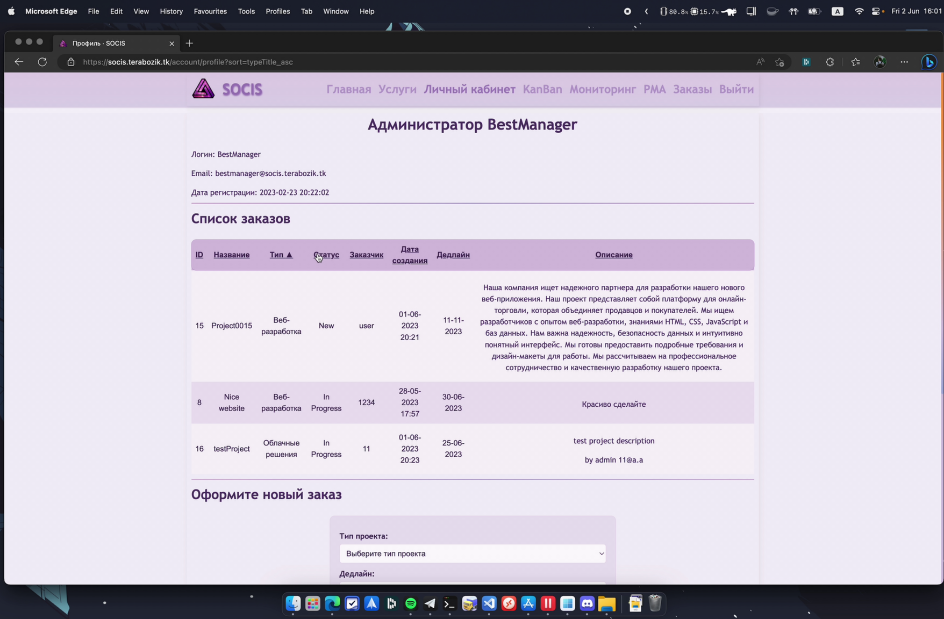 Microsoft Edge File Edit View History Favourites Tools Profiles Tab Window Help
80.8% 15.7% A Fri 2 Jun 16:01
Профиль - SOCIS
https://socis.terabozik.tk/account/profile?sort=typeTitle_asc
SOCIS
Главная Услуги Личный кабинет KanBan Мониторинг PMA Заказы Выйти
Администратор BestManager
Логин: BestManager
Email: bestmanager@socis.terabozik.tk
Дата регистрации: 2023-02-23 20:22:02
Список заказов
ID Название Тип ▲ Статус Заказчик Дата создания Дедлайн Описание
15 Project0015 Веб-разработка New user 01-06-2023 20:21 11-11-2023
Наша компания ищет надежного партнера для разработки нашего нового
веб-приложения. Наш проект представляет собой платформу для онлайн-
торговли, которая объединяет продавцов и покупателей. Мы ищем
разработчиков с опытом веб-разработки, знаниями HTML, CSS, JavaScript и
баз данных. Нам важна надежность, безопасность данных и интуитивно
понятный интерфейс. Мы готовы предоставить подробные требования и
дизайн-макеты для работы. Мы рассчитываем на профессиональное
сотрудничество и качественную разработку нашего проекта.
8 Nice website Веб-разработка In Progress 1234 28-05-2023 17:57 30-06-2023 Красиво сделайте
16 testProject Облачные решения In Progress 11 01-06-2023 20:23 25-06-2023
test project description
by admin 11@a.a
Оформите новый заказ
Тип проекта:
Выберите тип проекта
Дедлайн: